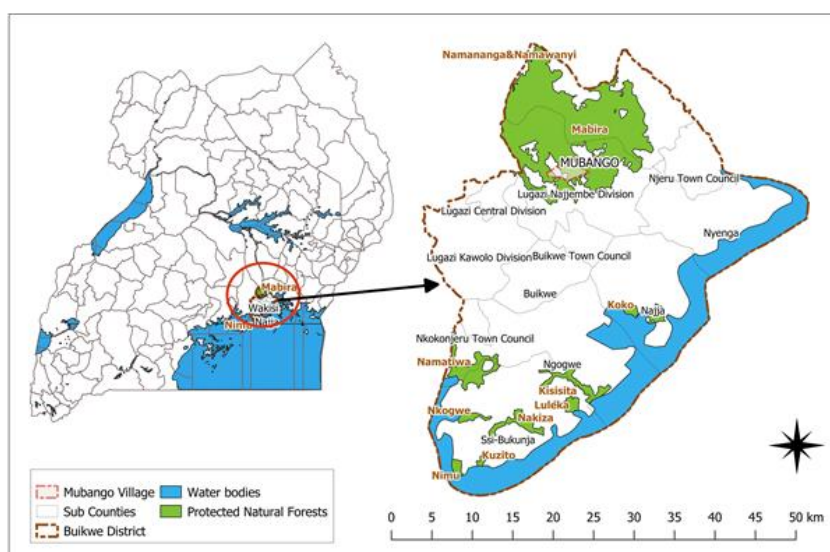 Mabira
Wakisi
Najja
Nimu
Namananga&Namawanyi
Mabira
MUBANGO
Njeru Town Council
Lugazi Najjembe Division
Lugazi Central Division
Nyenga
Lugazi Kawolo Division
Buikwe Town Council
Buikwe
Koko
Najja
Nkokonjeru Town Council
Namatiwa
Ngogwe
Kisisita
Luleka
Nkogwe
Nakiza
Ssi-Bukunja
Kuzito
Nimu
Mubango Village
Water bodies
Sub Counties
Protected Natural Forests
Buikwe District
0 5 10 15 20 25 30 35 40 45 50 km